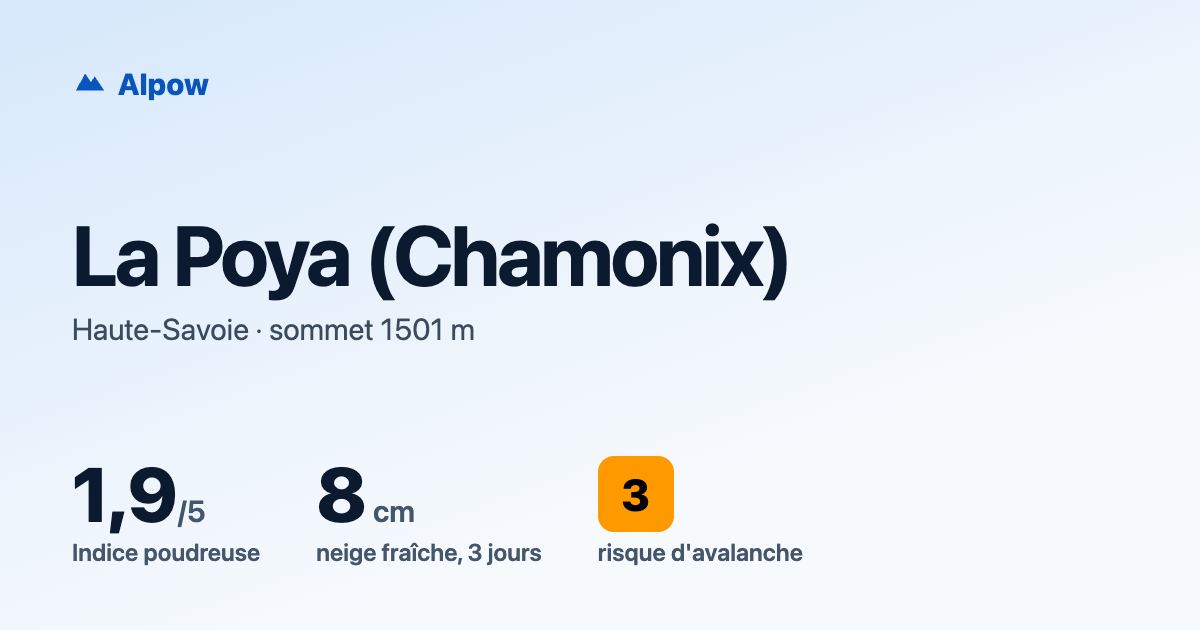 Alpow
La Poya (Chamonix)
Haute-Savoie · sommet 1501 m
1,9/5
Indice poudreuse
8 cm
neige fraîche, 3 jours
3
risque d'avalanche